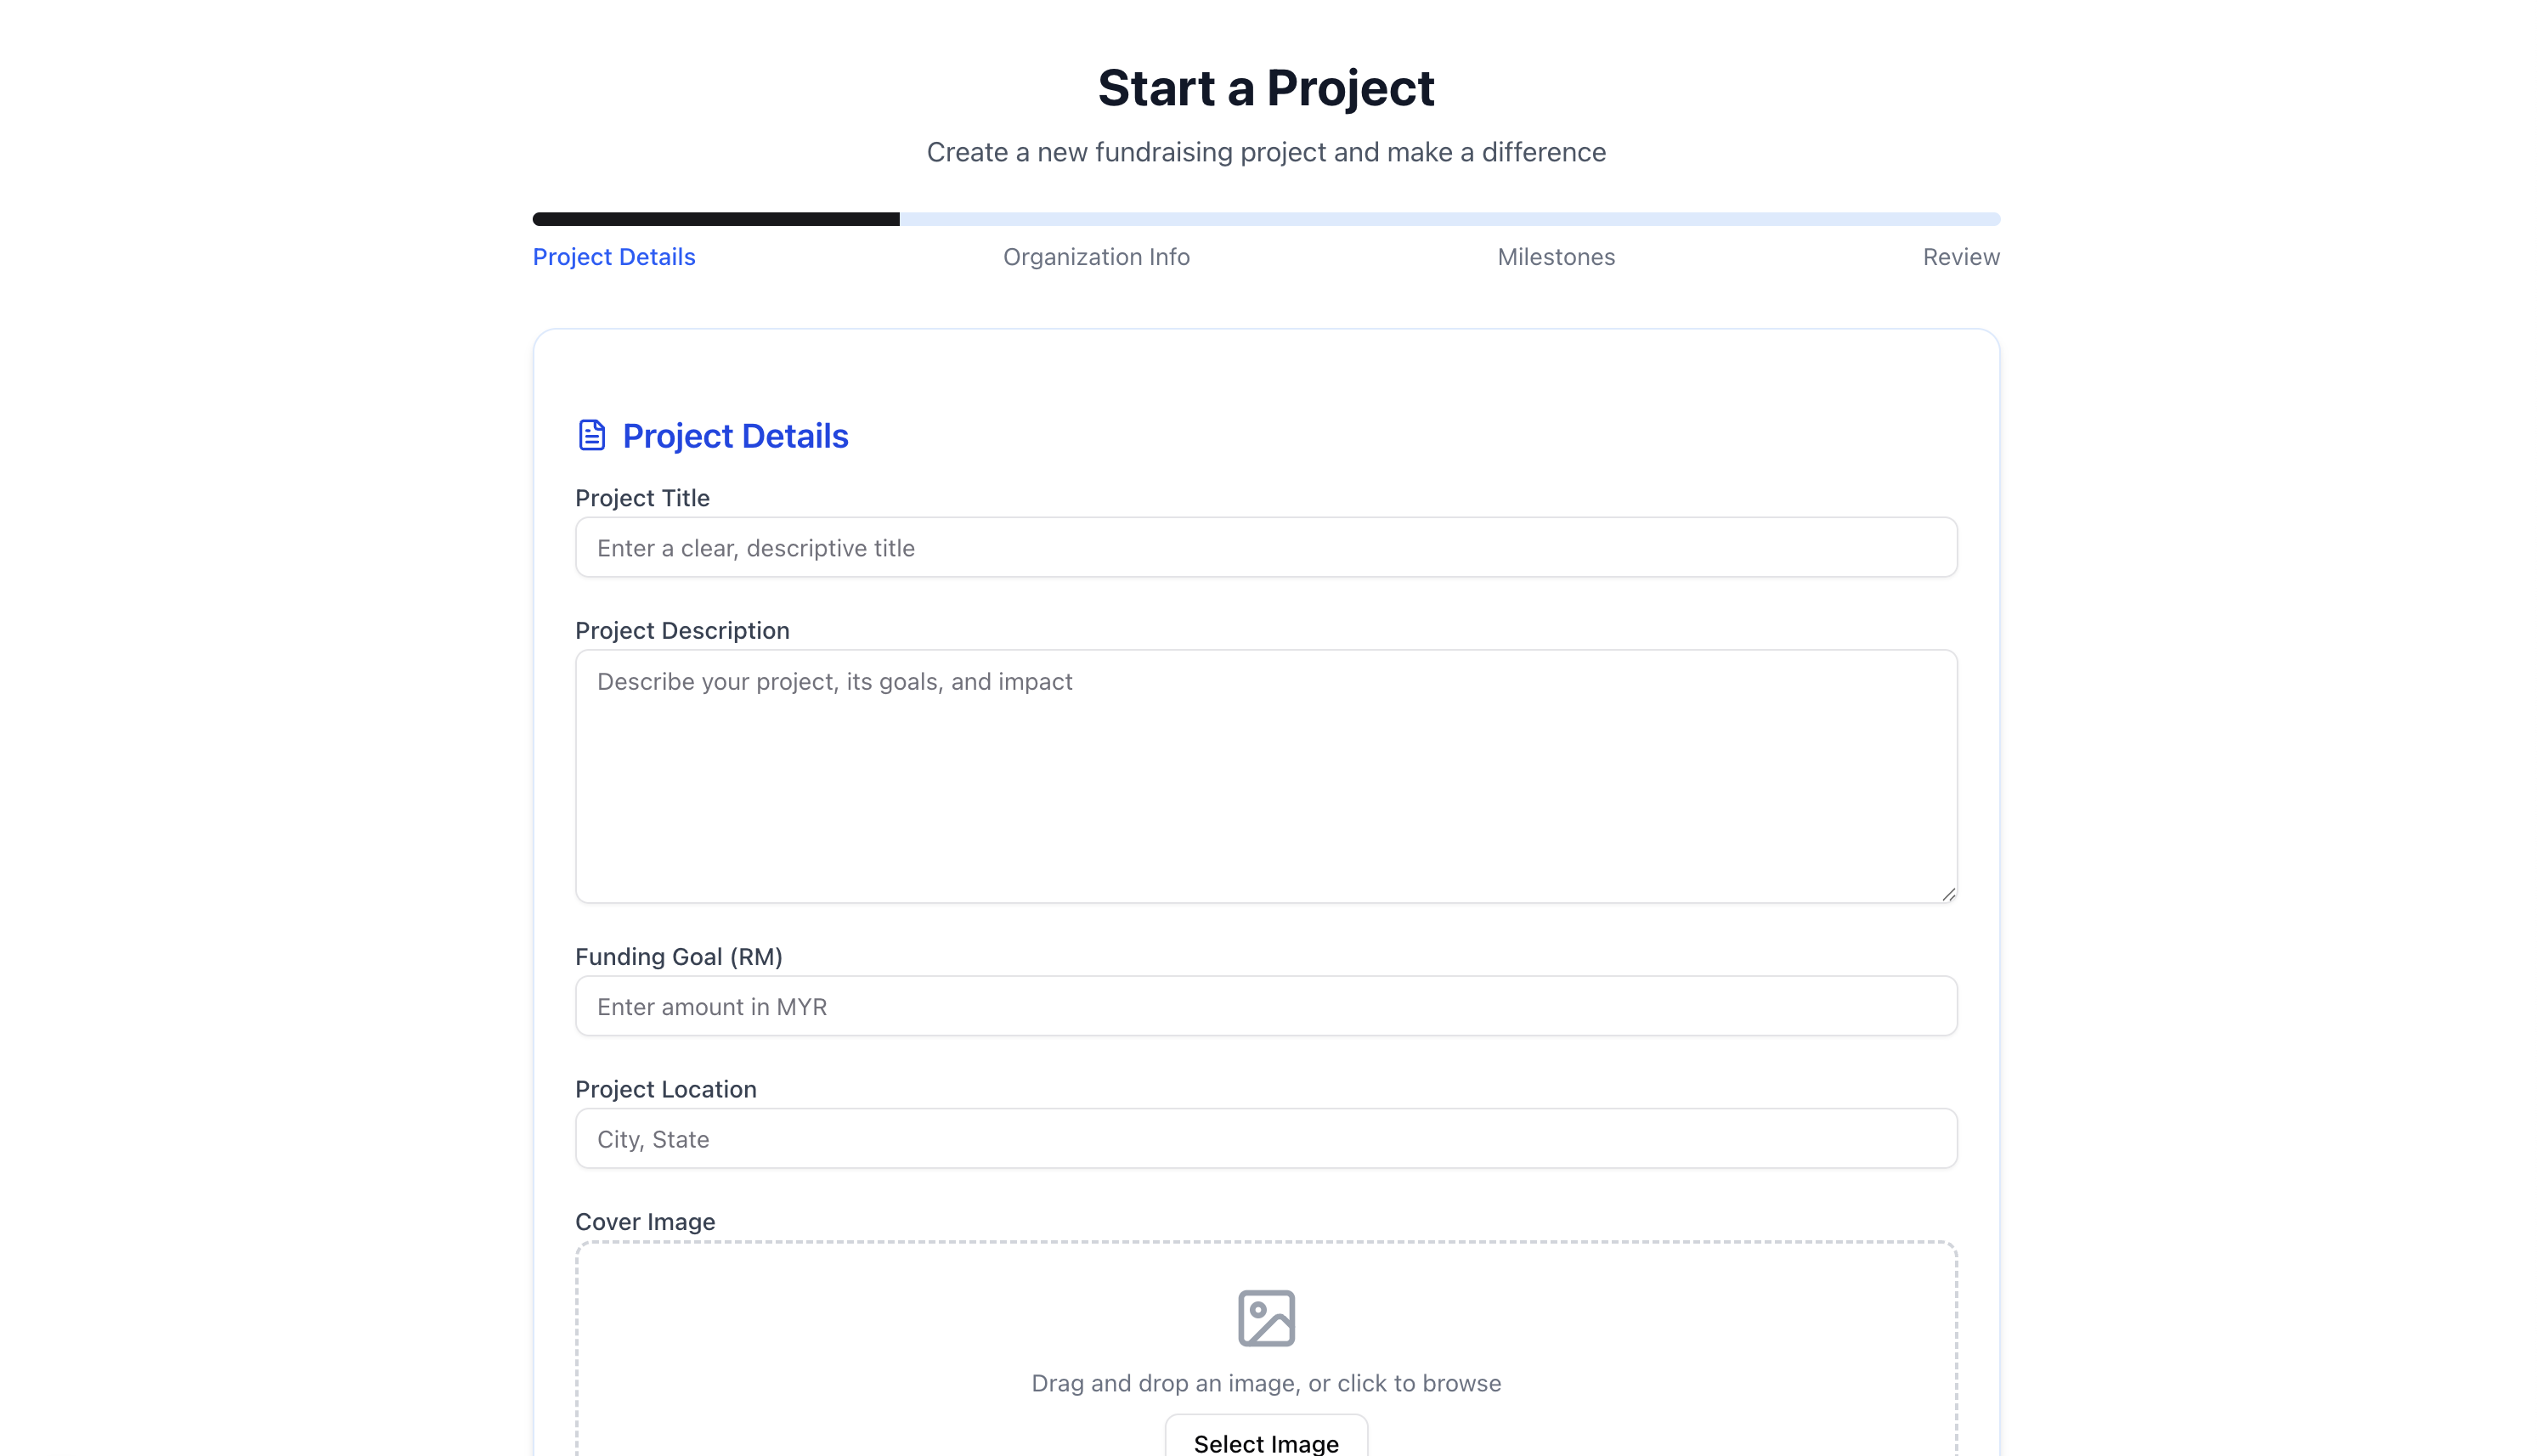 Start a Project
Create a new fundraising project and make a difference
Project Details
Organization Info
Milestones
Review
Project Details
Project Title
Enter a clear, descriptive title
Project Description
Describe your project, its goals, and impact
Funding Goal (RM)
Enter amount in MYR
Project Location
City, State
Cover Image
Drag and drop an image, or click to browse
Select Image